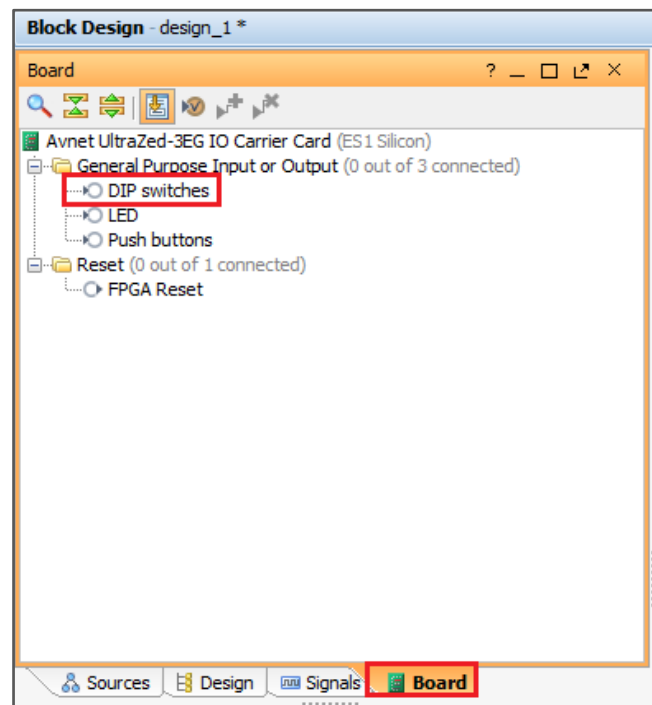 Block Design - design_1 *
Board ? _ □ ×
Avnet UltraZed-3EG IO Carrier Card (ES1 Silicon)
General Purpose Input or Output (0 out of 3 connected)
DIP switches
LED
Push buttons
Reset (0 out of 1 connected)
FPGA Reset
Sources Design Signals Board